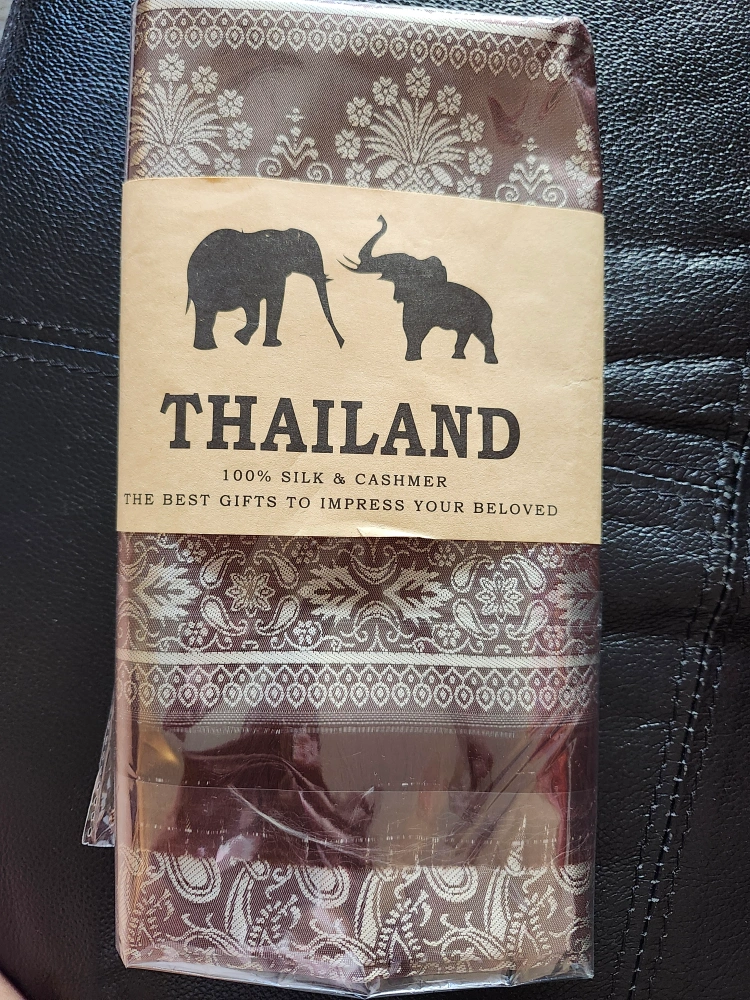 THAILAND
100% SILK & CASHMER
THE BEST GIFTS TO IMPRESS YOUR BELOVED